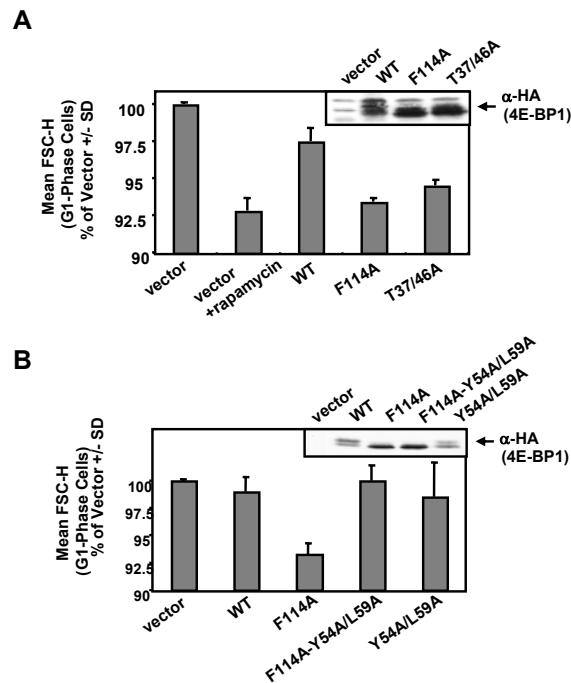 A
vector
WT
F114A
T37/46A
α-HA
(4E-BP1)
Mean FSC-H
(G1-Phase Cells)
% of Vector +/- SD
100
97.5
95
92.5
90
vector
vector
+rapamycin
WT
F114A
T37/46A
B
vector
WT
F114A
F114A-Y54A/L59A
Y54A/L59A
α-HA
(4E-BP1)
Mean FSC-H
(G1-Phase Cells)
% of Vector +/- SD
100
97.5
95
92.5
90
vector
WT
F114A
F114A-Y54A/L59A
Y54A/L59A